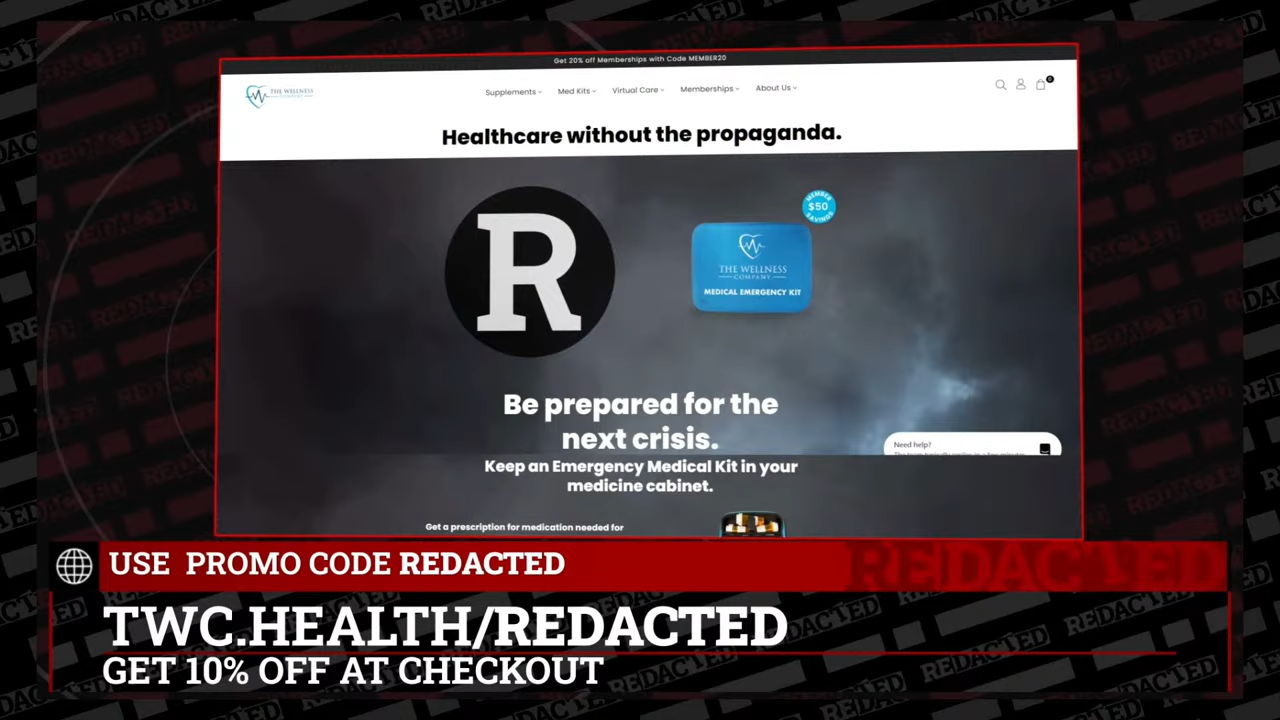 Get 20% off Memberships with Code MEMBER20
THE WELLNESS
COMPANY
Supplements
Med Kits
Virtual Care
Memberships
About Us
0
Healthcare without the propaganda.
R
MEMBER
$50
SAVINGS
THE WELLNESS
COMPANY
MEDICAL EMERGENCY KIT
Be prepared for the
next crisis.
Need help?
Keep an Emergency Medical Kit in your
medicine cabinet.
Get a prescription for medication needed for
USE PROMO CODE REDACTED
REDACTED
TWC.HEALTH/REDACTED
GET 10% OFF AT CHECKOUT